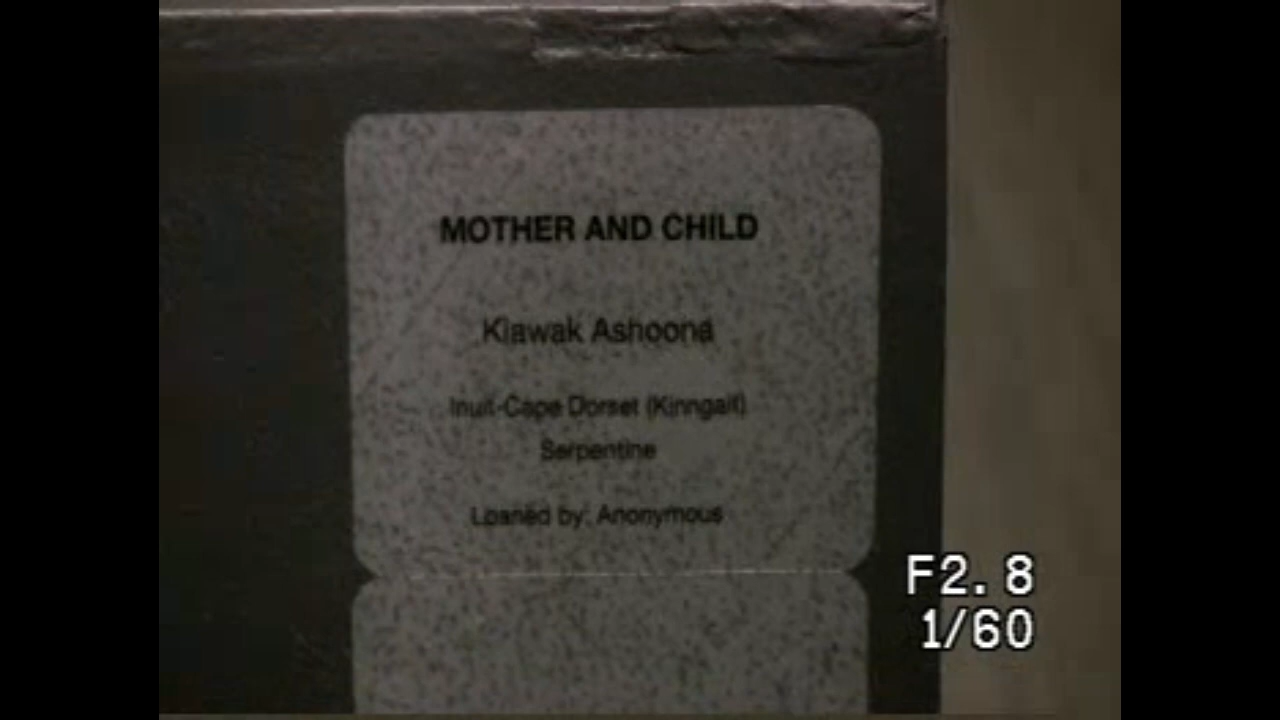 MOTHER AND CHILD
Kiawak Ashoona
Inuit-Cape Dorset (Kinngait)
Serpentine
Loaned by: Anonymous
F2.8
1/60